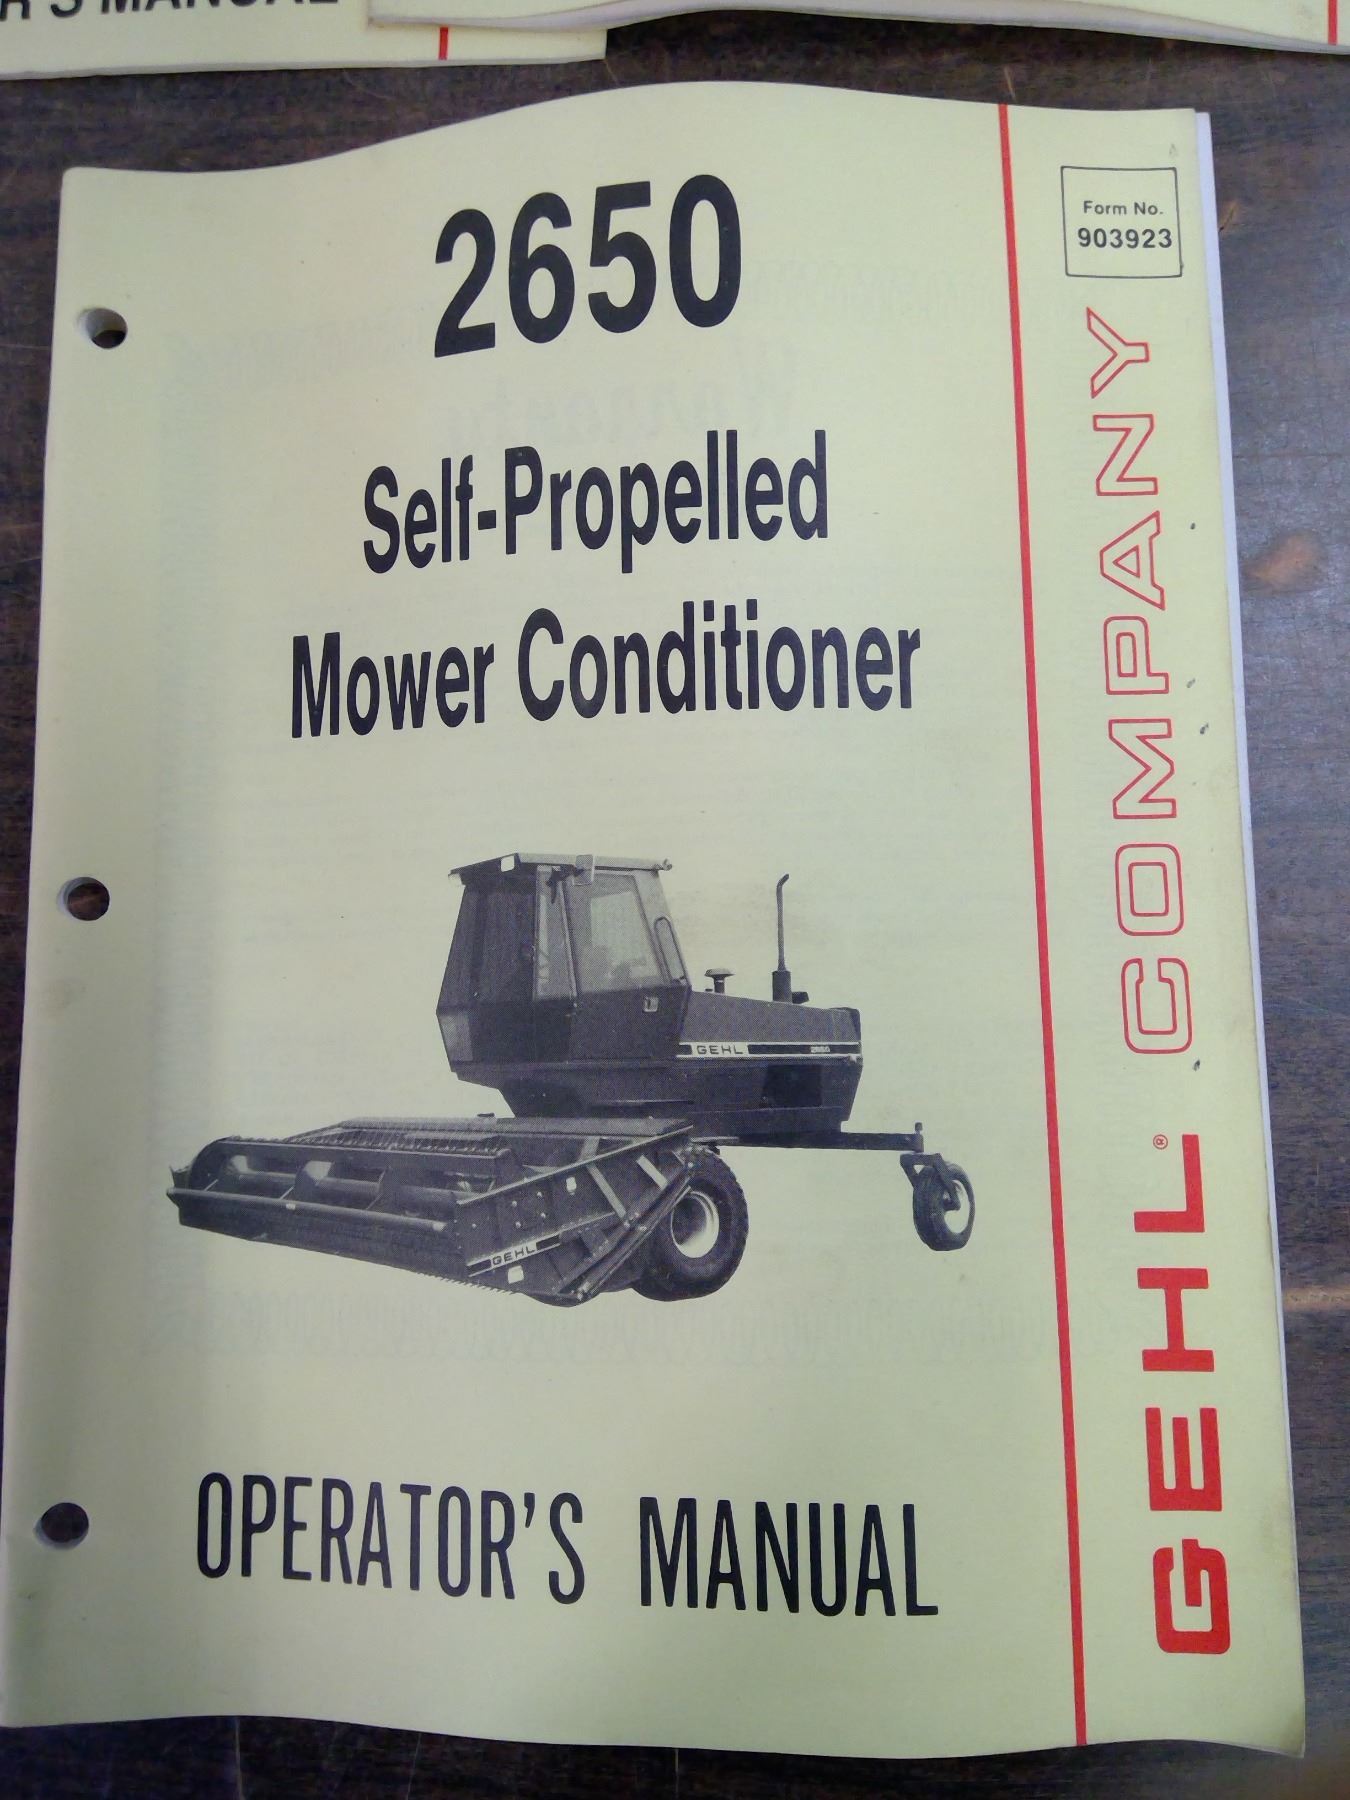 R'S MANUAL
2650
Self-Propelled
Mower Conditioner
GEHL 2650
GEHL
OPERATOR'S MANUAL
Form No.
903923
GEHL® COMPANY